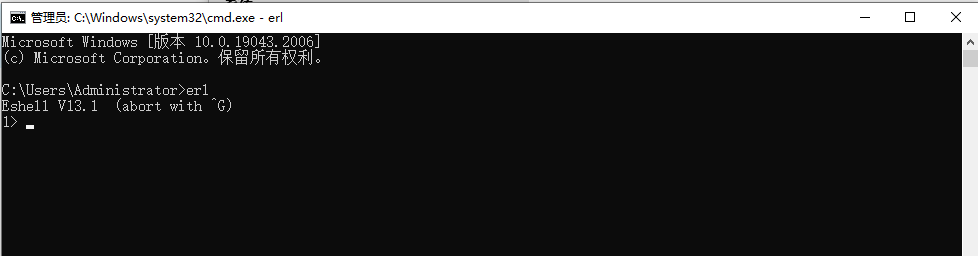 管理员: C:\Windows\system32\cmd.exe - erl
Microsoft Windows [版本 10.0.19043.2006]
(c) Microsoft Corporation。保留所有权利。
C:\Users\Administrator>erl
Eshell V13.1  (abort with ^G)
1>